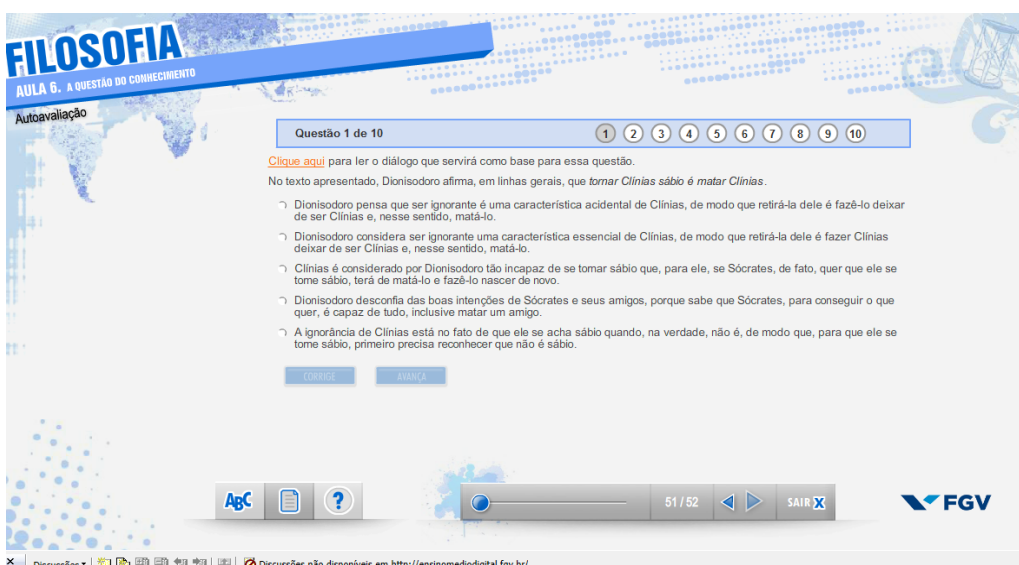 FILOSOFIA
AULA 6. A QUESTÃO DO CONHECIMENTO
Autoavaliação
Questão 1 de 10
1 2 3 4 5 6 7 8 9 10
Clique aqui para ler o diálogo que servirá como base para essa questão.
No texto apresentado, Dionisodoro afirma, em linhas gerais, que tornar Clínias sábio é matar Clínias.
Dionisodoro pensa que ser ignorante é uma característica acidental de Clínias, de modo que retirá-la dele é fazê-lo deixar
de ser Clínias e, nesse sentido, matá-lo.
Dionisodoro considera ser ignorante uma característica essencial de Clínias, de modo que retirá-la dele é fazer Clínias
deixar de ser Clínias e, nesse sentido, matá-lo.
Clínias é considerado por Dionisodoro tão incapaz de se tornar sábio que, para ele, se Sócrates, de fato, quer que ele se
torne sábio, terá de matá-lo e fazê-lo nascer de novo.
Dionisodoro desconfia das boas intenções de Sócrates e seus amigos, porque sabe que Sócrates, para conseguir o que
quer, é capaz de tudo, inclusive matar um amigo.
A ignorância de Clínias está no fato de que ele se acha sábio quando, na verdade, não é, de modo que, para que ele se
torne sábio, primeiro precisa reconhecer que não é sábio.
CORRIGE AVANÇA
ABC ? 51 / 52 SAIR X FGV
Discussões Discussões não disponíveis em http://ensinomediodigital.fgv.br/